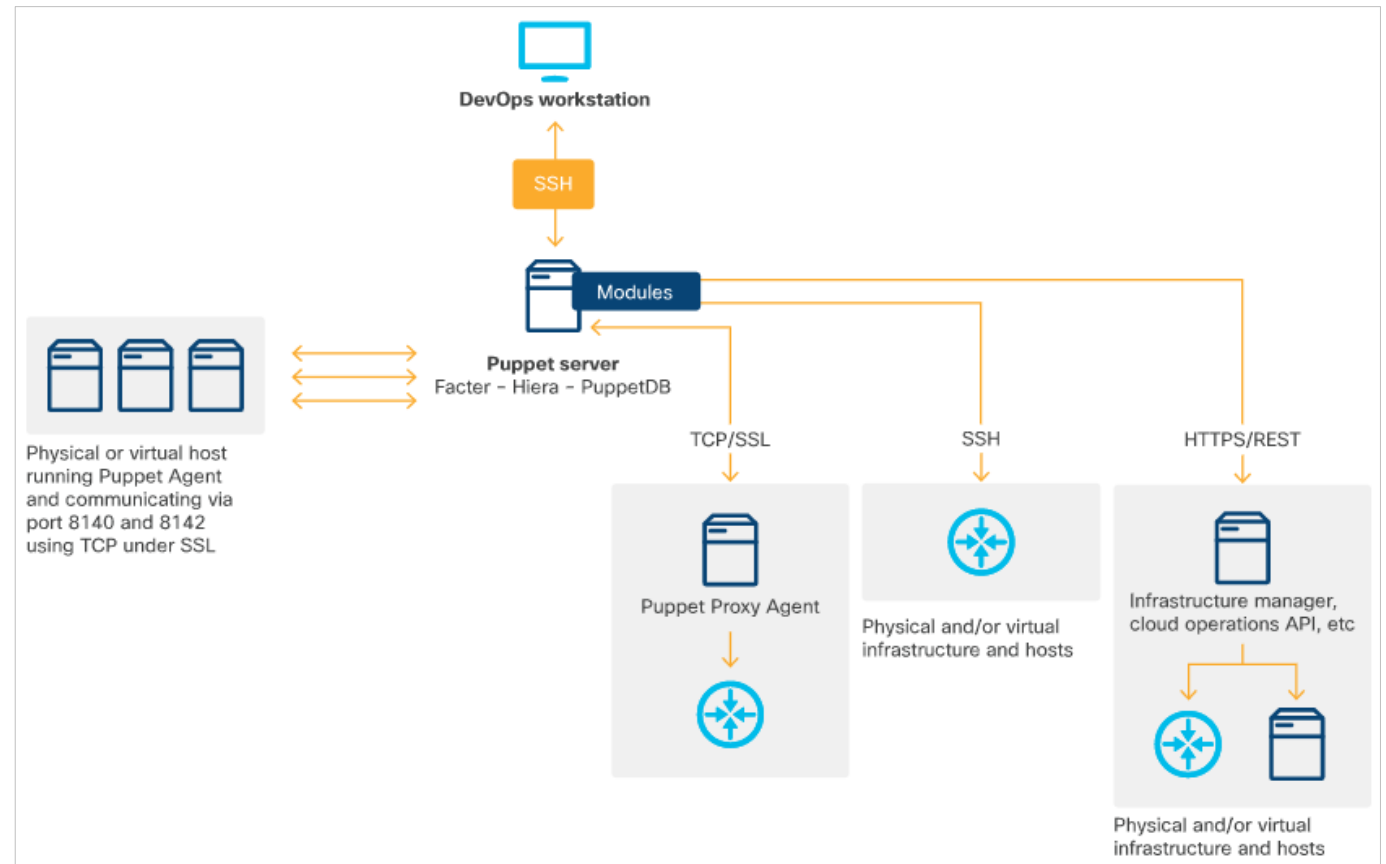 DevOps workstation
SSH
Modules
Puppet server
Facter – Hiera – PuppetDB
Physical or virtual host
running Puppet Agent
and communicating via
port 8140 and 8142
using TCP under SSL
TCP/SSL
SSH
HTTPS/REST
Puppet Proxy Agent
Physical and/or virtual
infrastructure and hosts
Infrastructure manager,
cloud operations API, etc
Physical and/or virtual
infrastructure and hosts